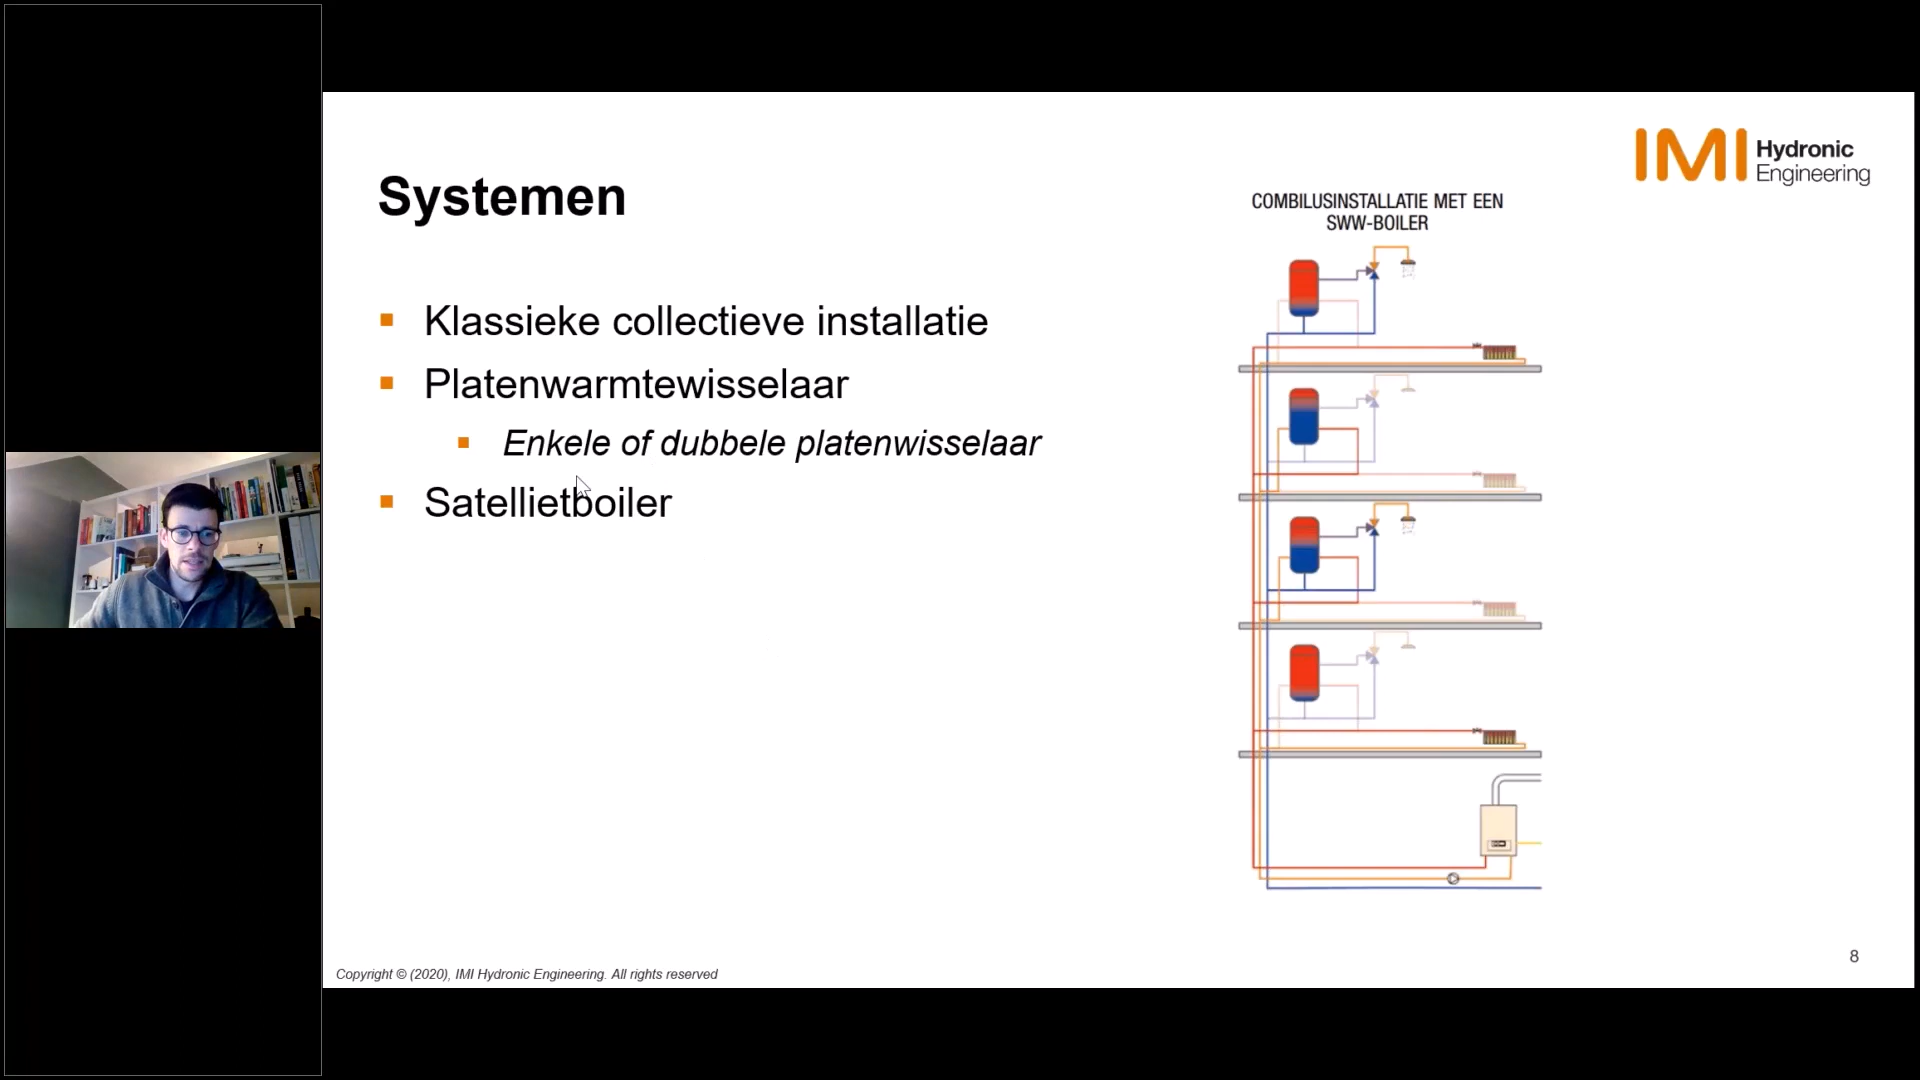 IMI Hydronic
Engineering
Systemen
COMBILUSINSTALLATIE MET EEN
SWW-BOILER
Klassieke collectieve installatie
Platenwarmtewisselaar
Enkele of dubbele platenwisselaar
Satellietboiler
8
Copyright © (2020), IMI Hydronic Engineering. All rights reserved